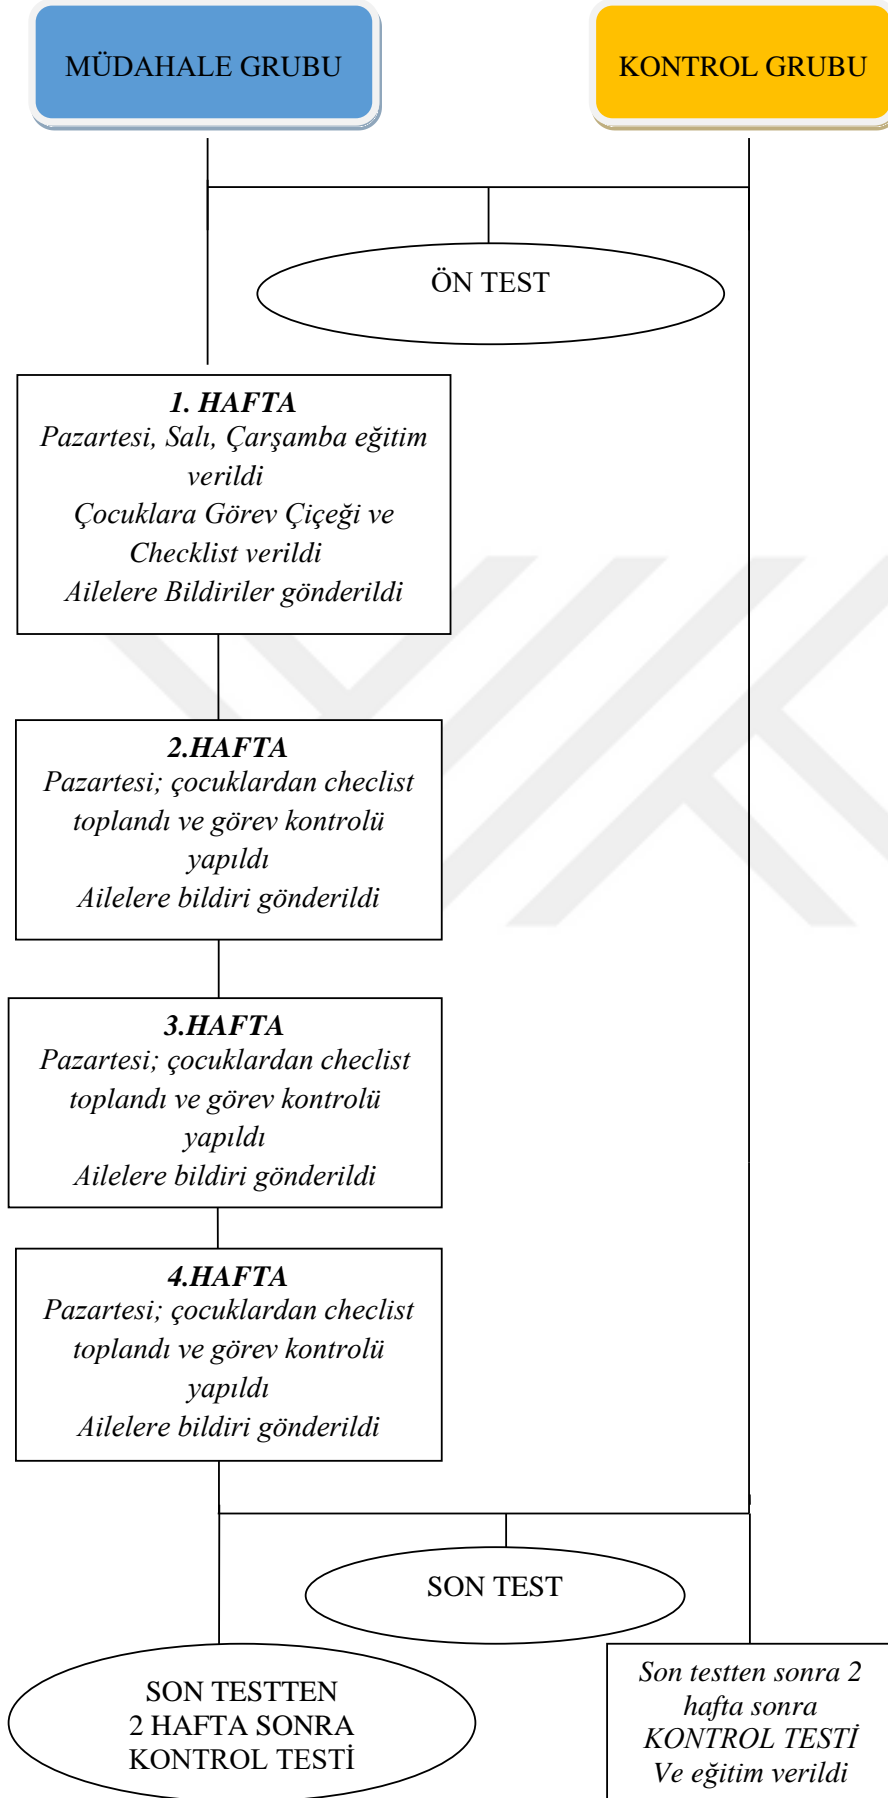 MÜDAHALE GRUBU
KONTROL GRUBU
ÖN TEST
1. HAFTA
Pazartesi, Salı, Çarşamba eğitim
verildi
Çocuklara Görev Çiçeği ve
Checklist verildi
Ailelere Bildiriler gönderildi
2.HAFTA
Pazartesi; çocuklardan checlist
toplandı ve görev kontrolü
yapıldı
Ailelere bildiri gönderildi
3.HAFTA
Pazartesi; çocuklardan checlist
toplandı ve görev kontrolü
yapıldı
Ailelere bildiri gönderildi
4.HAFTA
Pazartesi; çocuklardan checlist
toplandı ve görev kontrolü
yapıldı
Ailelere bildiri gönderildi
SON TEST
SON TESTTEN
2 HAFTA SONRA
KONTROL TESTİ
Son testten sonra 2
hafta sonra
KONTROL TESTİ
Ve eğitim verildi